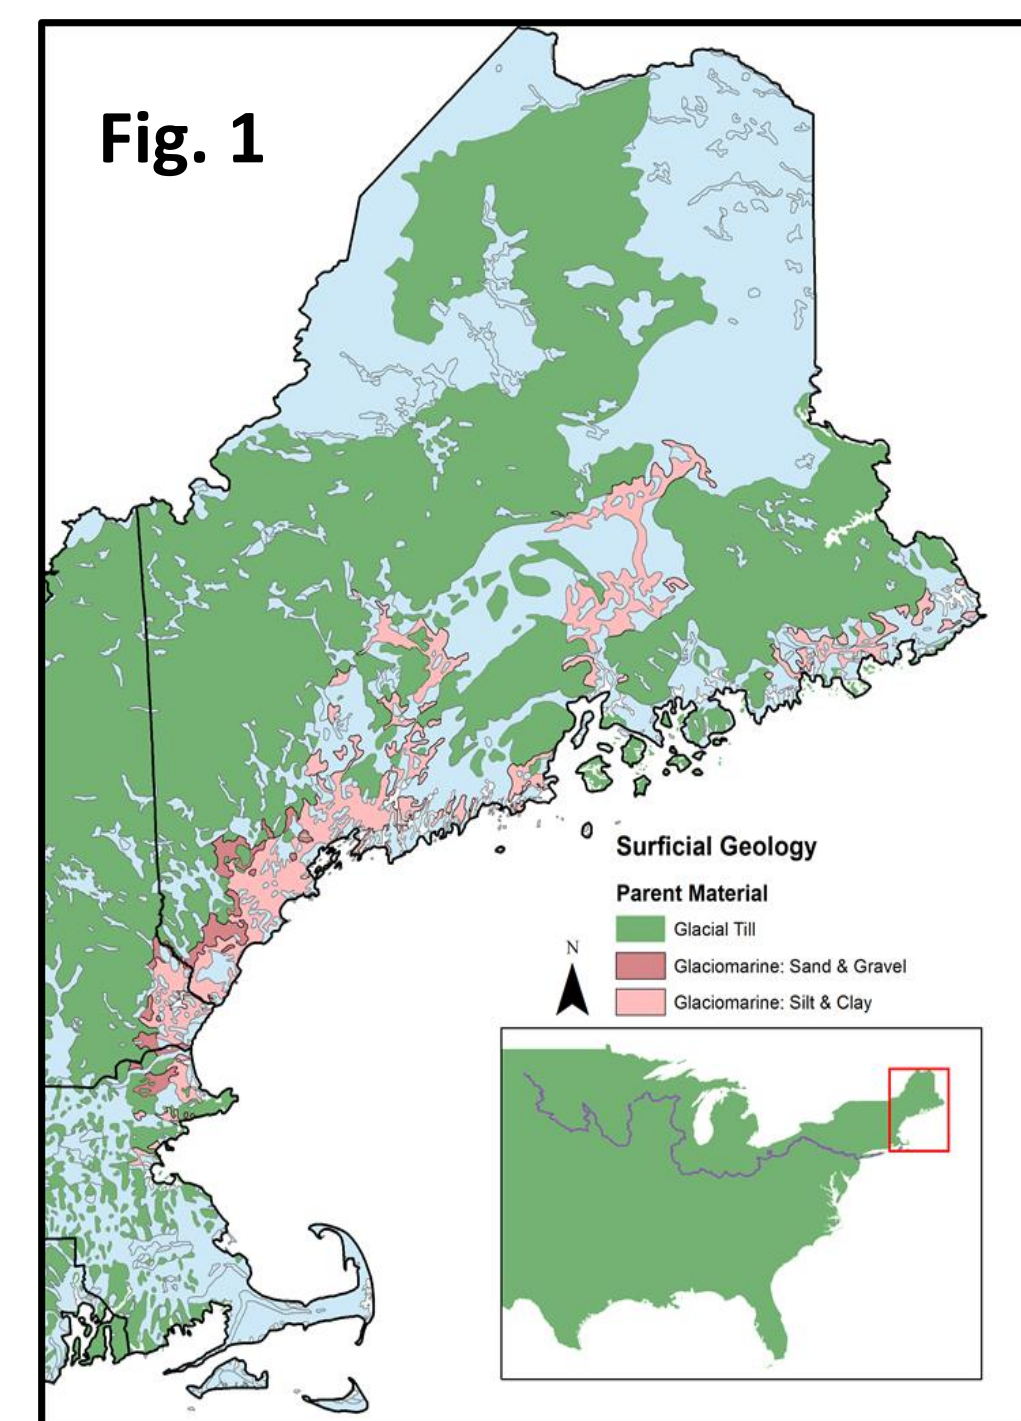 Fig. 1
Surficial Geology
Parent Material
Glacial Till
N
Glaciomarine: Sand & Gravel
Glaciomarine: Silt & Clay